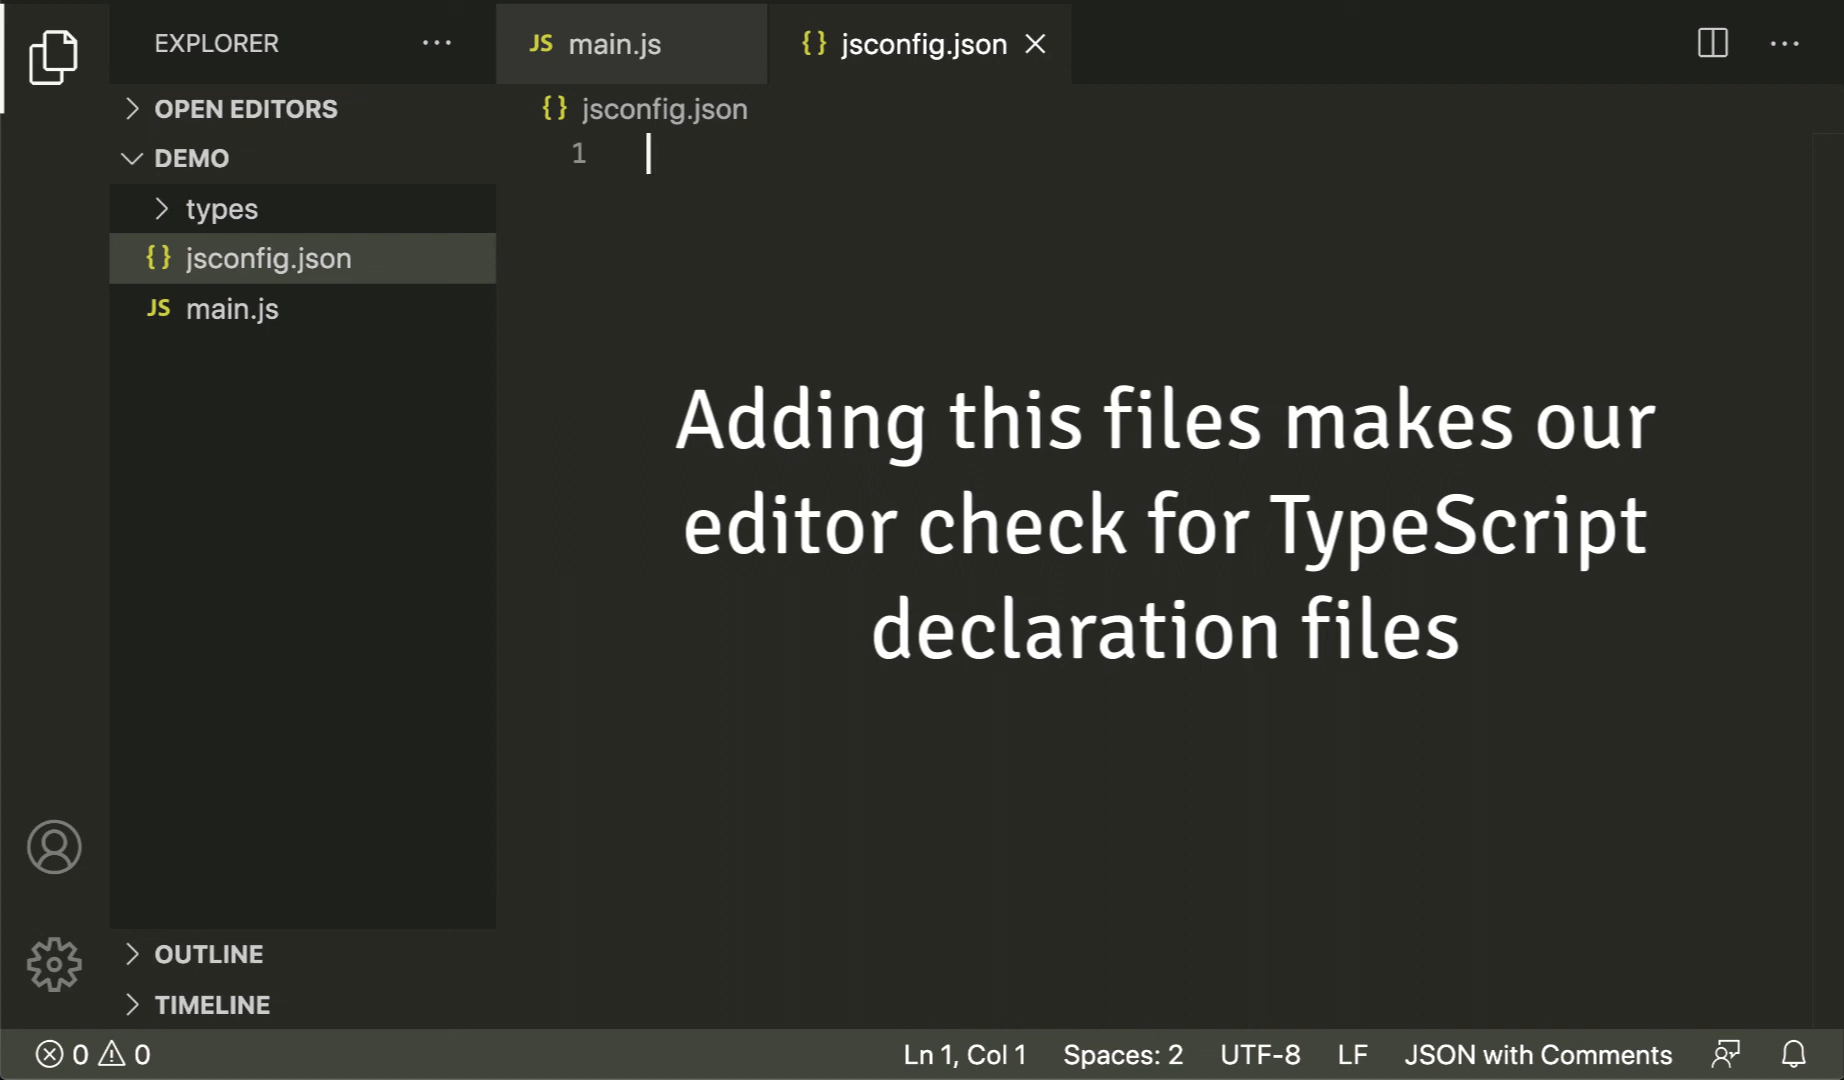 EXPLORER
JS main.js
{} jsconfig.json
OPEN EDITORS
DEMO
types
{} jsconfig.json
JS main.js
OUTLINE
TIMELINE
{} jsconfig.json
1
Adding this files makes our
editor check for TypeScript
declaration files
0 0
Ln 1, Col 1
Spaces: 2
UTF-8
LF
JSON with Comments